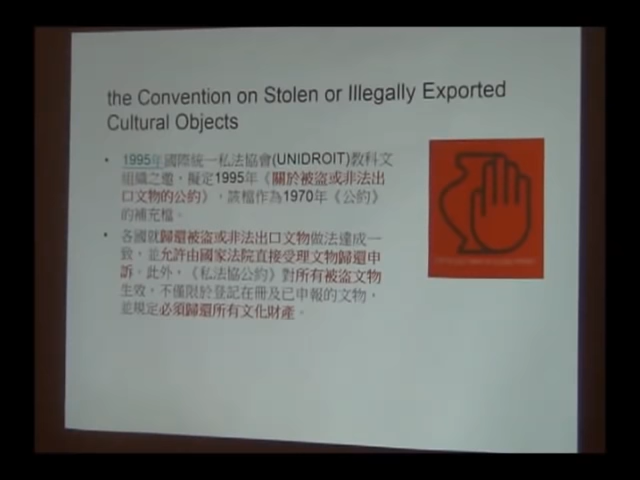 the Convention on Stolen or Illegally Exported
Cultural Objects
• 1995年國際統一私法協會(UNIDROIT)教科文
組織之邀，擬定1995年《關於被盜或非法出
口文物的公約》，該檔作為1970年《公約》
的補充檔。
• 各國就歸還被盜或非法出口文物做法達成一
致，並允許由國家法院直接受理文物歸還申
訴。此外，《私法協公約》對所有被盜文物
生效，不僅限於登記在冊及已申報的文物，
並規定必須歸還所有文化財產。